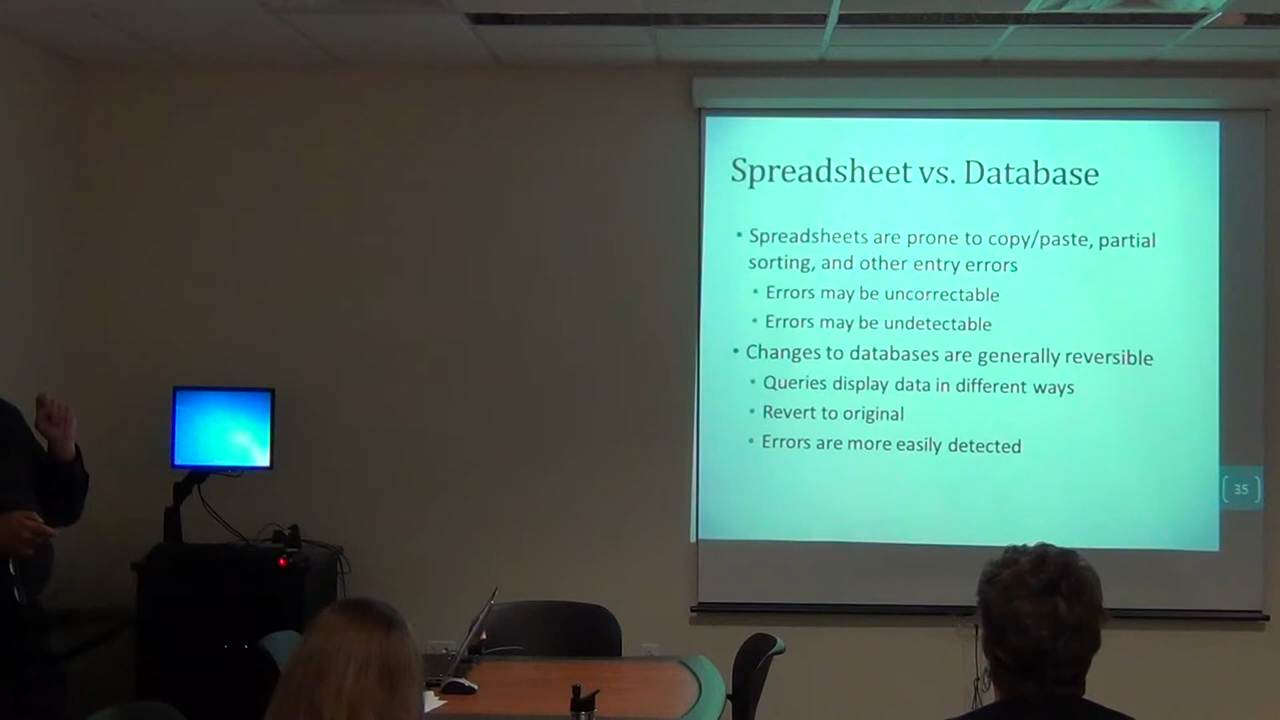 Spreadsheet vs. Database
• Spreadsheets are prone to copy/paste, partial
sorting, and other entry errors
• Errors may be uncorrectable
• Errors may be undetectable
• Changes to databases are generally reversible
• Queries display data in different ways
• Revert to original
• Errors are more easily detected
35